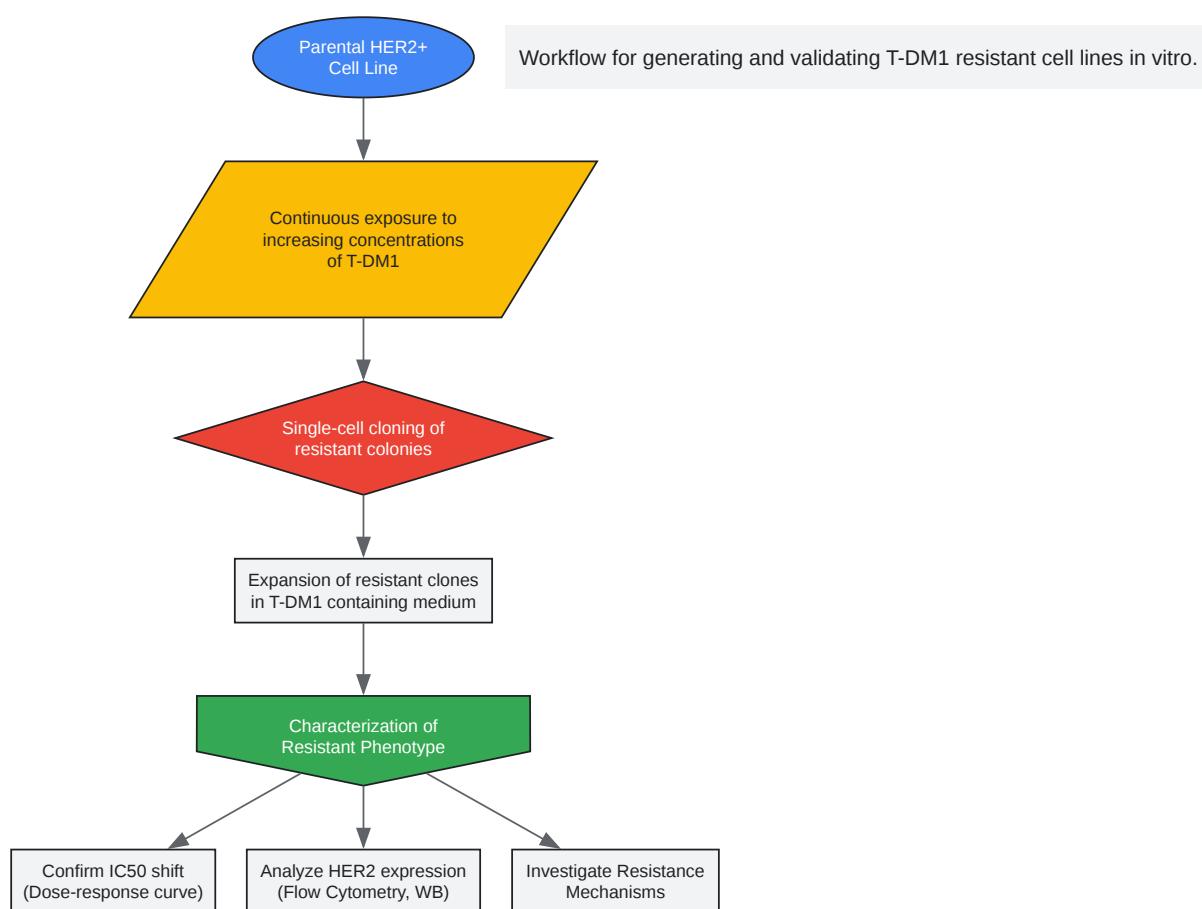 Parental HER2+
Cell Line
Workflow for generating and validating T-DM1 resistant cell lines in vitro.
Continuous exposure to
increasing concentrations
of T-DM1
Single-cell cloning of
resistant colonies
Expansion of resistant clones
in T-DM1 containing medium
Characterization of
Resistant Phenotype
Confirm IC50 shift
(Dose-response curve)
Analyze HER2 expression
(Flow Cytometry, WB)
Investigate Resistance
Mechanisms